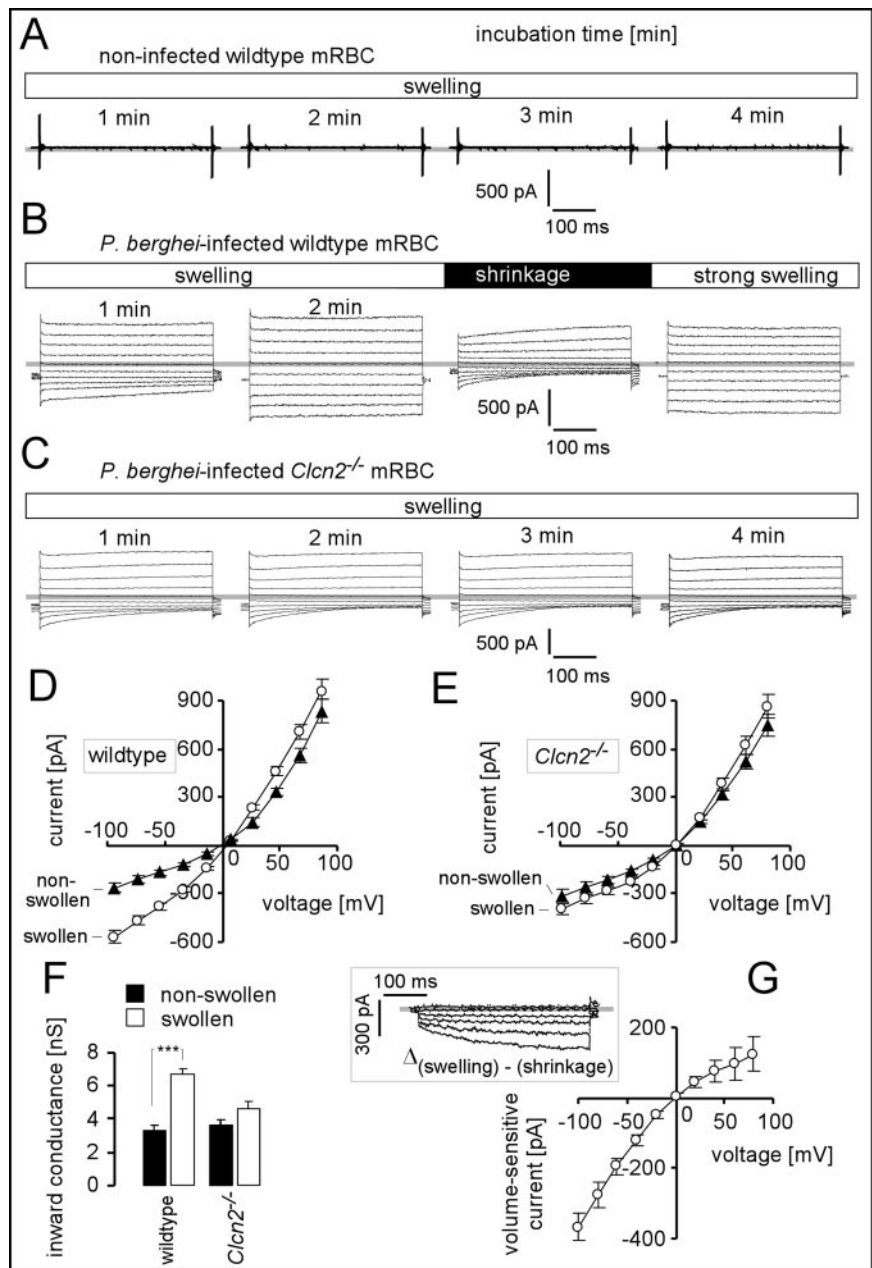 A
incubation time [min]
non-infected wildtype mRBC
swelling
1 min 2 min 3 min 4 min
500 pA
100 ms
B
P. berghei-infected wildtype mRBC
swelling shrinkage strong swelling
1 min 2 min
500 pA
100 ms
C
P. berghei-infected Clcn2-/- mRBC
swelling
1 min 2 min 3 min 4 min
500 pA
100 ms
D
current [pA]
wildtype
900
600
300
-100 -50 0 50 100
-300
-600
non-swollen
swollen
voltage [mV]
E
current [pA]
Clcn2-/-
900
600
300
-100 -50 0 50 100
-300
-600
non-swollen
swollen
voltage [mV]
F
non-swollen
swollen
inward conductance [nS]
8
6
4
2
0
***
wildtype
Clcn2-/-
100 ms
300 pA
Δ(swelling) - (shrinkage)
G
volume-sensitive current [pA]
200
-100 -50 0 50 100
-200
-400
voltage [mV]